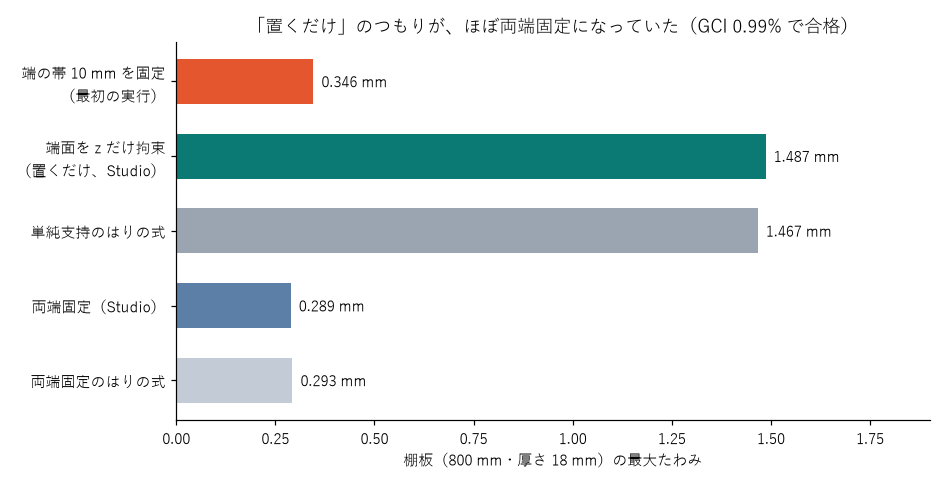 「置くだけ」のつもりが、ほぼ両端固定になっていた（GCI 0.99% で合格）
端の帯 10 mm を固定
（最初の実行）
0.346 mm
端面を z だけ拘束
（置くだけ、Studio）
1.487 mm
単純支持のはりの式
1.467 mm
両端固定（Studio）
0.289 mm
両端固定のはりの式
0.293 mm
0.00 0.25 0.50 0.75 1.00 1.25 1.50 1.75
棚板（800 mm・厚さ 18 mm）の最大たわみ